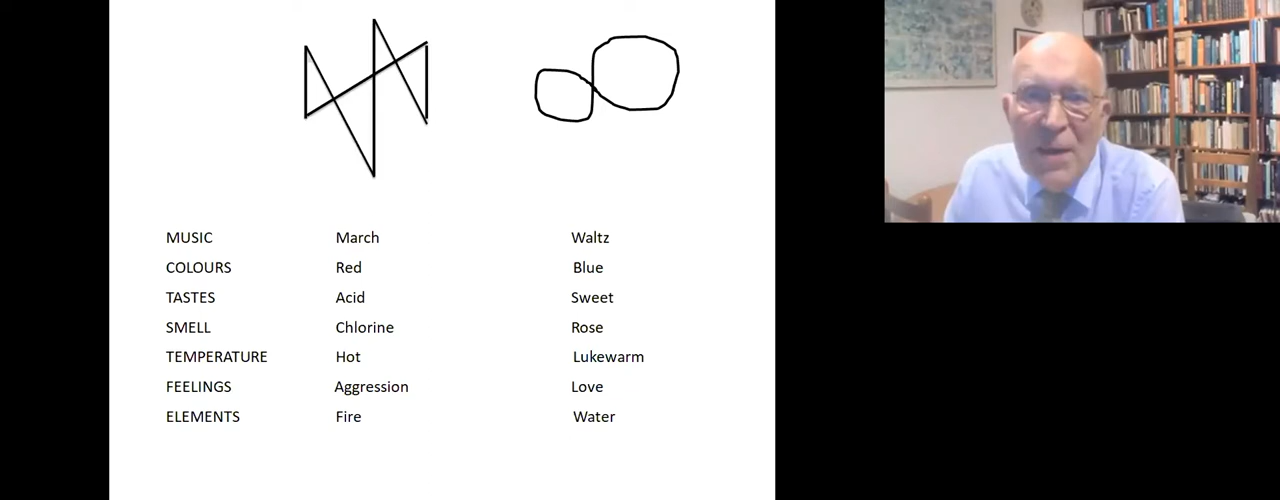 MUSIC March Waltz
COLOURS Red Blue
TASTES Acid Sweet
SMELL Chlorine Rose
TEMPERATURE Hot Lukewarm
FEELINGS Aggression Love
ELEMENTS Fire Water